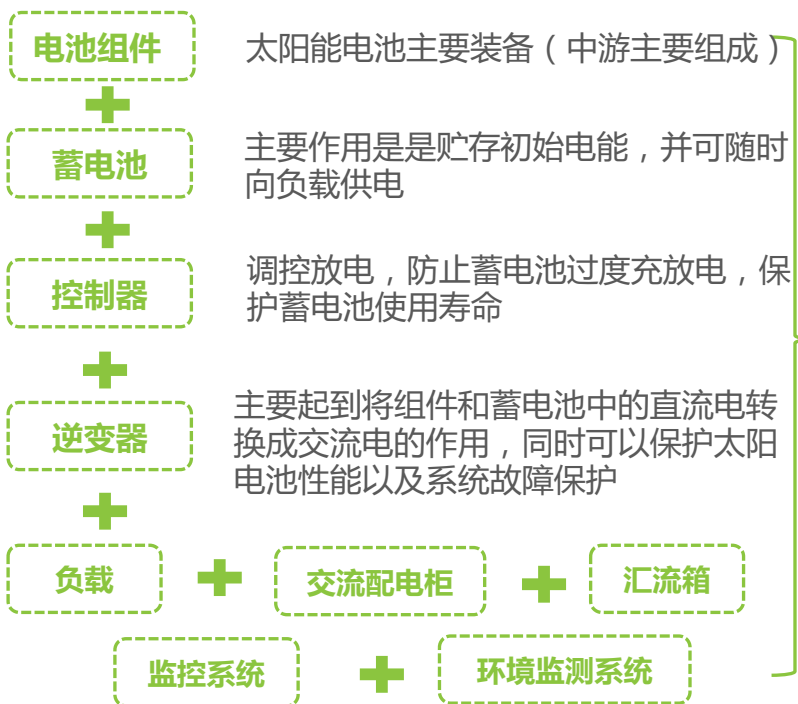 电池组件
太阳能电池主要装备（中游主要组成）
蓄电池
主要作用是是贮存初始电能，并可随时
向负载供电
控制器
调控放电，防止蓄电池过度充放电，保
护蓄电池使用寿命
逆变器
主要起到将组件和蓄电池中的直流电转
换成交流电的作用，同时可以保护太阳
电池性能以及系统故障保护
负载
交流配电柜
汇流箱
监控系统
环境监测系统